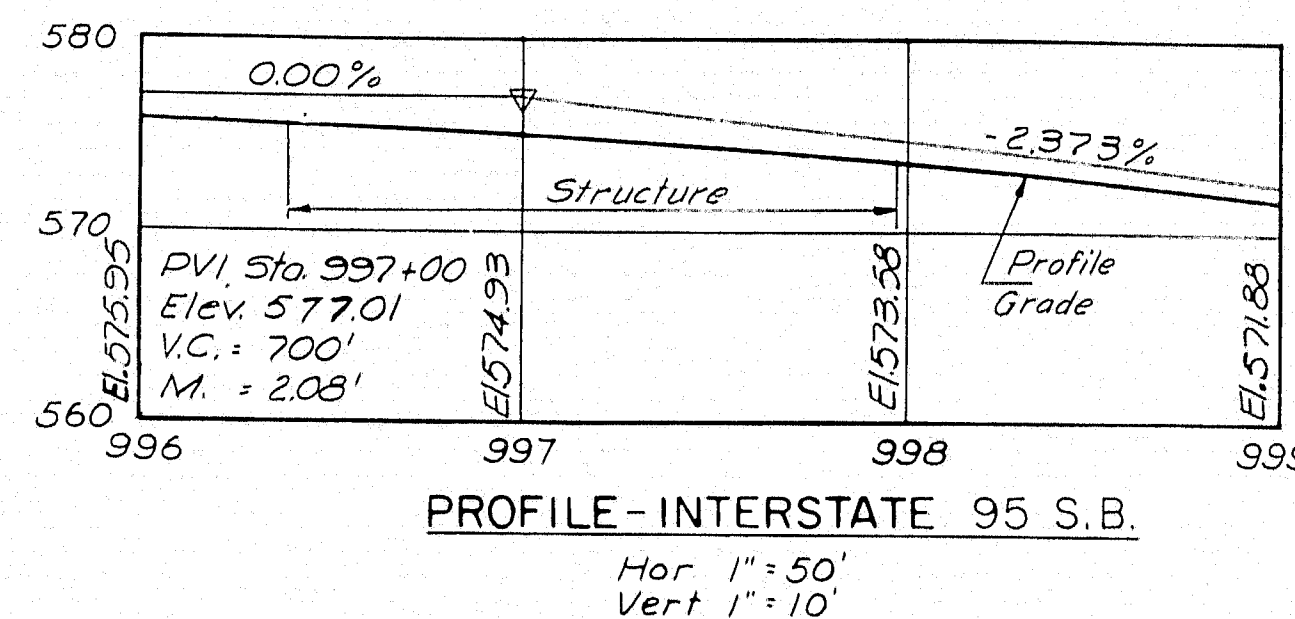 580
0.00%
-2.373%
Structure
570
PVI, Sta. 997+00
Elev. 577.01
V.C. = 700'
M. = 2.08'
El. 575.95
El 574.93
El 573.58
El. 571.88
Profile
Grade
560
996
997
998
999
PROFILE - INTERSTATE 95 S.B.
Hor 1" = 50'
Vert 1" = 10'